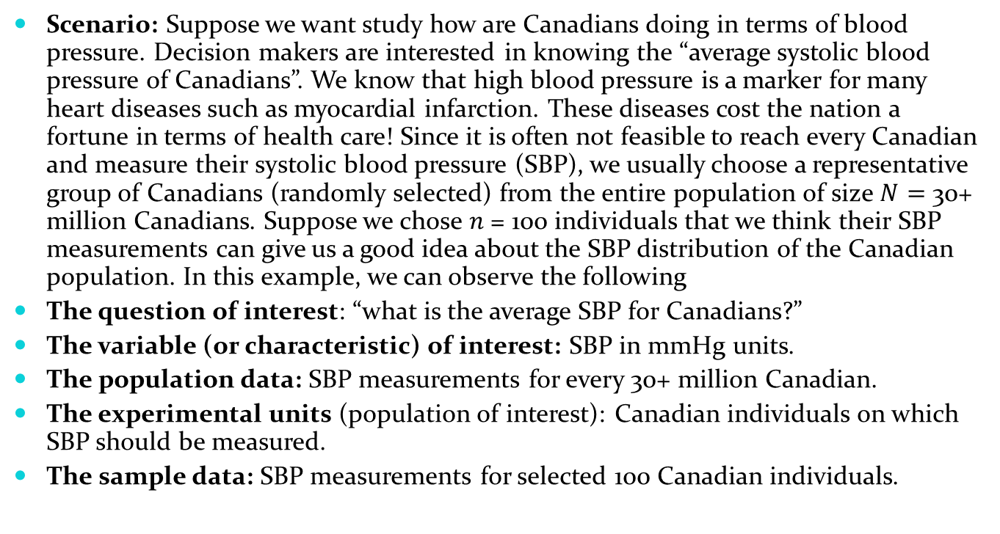 • Scenario: Suppose we want study how are Canadians doing in terms of blood
pressure. Decision makers are interested in knowing the “average systolic blood
pressure of Canadians”. We know that high blood pressure is a marker for many
heart diseases such as myocardial infarction. These diseases cost the nation a
fortune in terms of health care! Since it is often not feasible to reach every Canadian
and measure their systolic blood pressure (SBP), we usually choose a representative
group of Canadians (randomly selected) from the entire population of size N = 30+
million Canadians. Suppose we chose n = 100 individuals that we think their SBP
measurements can give us a good idea about the SBP distribution of the Canadian
population. In this example, we can observe the following
• The question of interest: “what is the average SBP for Canadians?”
• The variable (or characteristic) of interest: SBP in mmHg units.
• The population data: SBP measurements for every 30+ million Canadian.
• The experimental units (population of interest): Canadian individuals on which
SBP should be measured.
• The sample data: SBP measurements for selected 100 Canadian individuals.